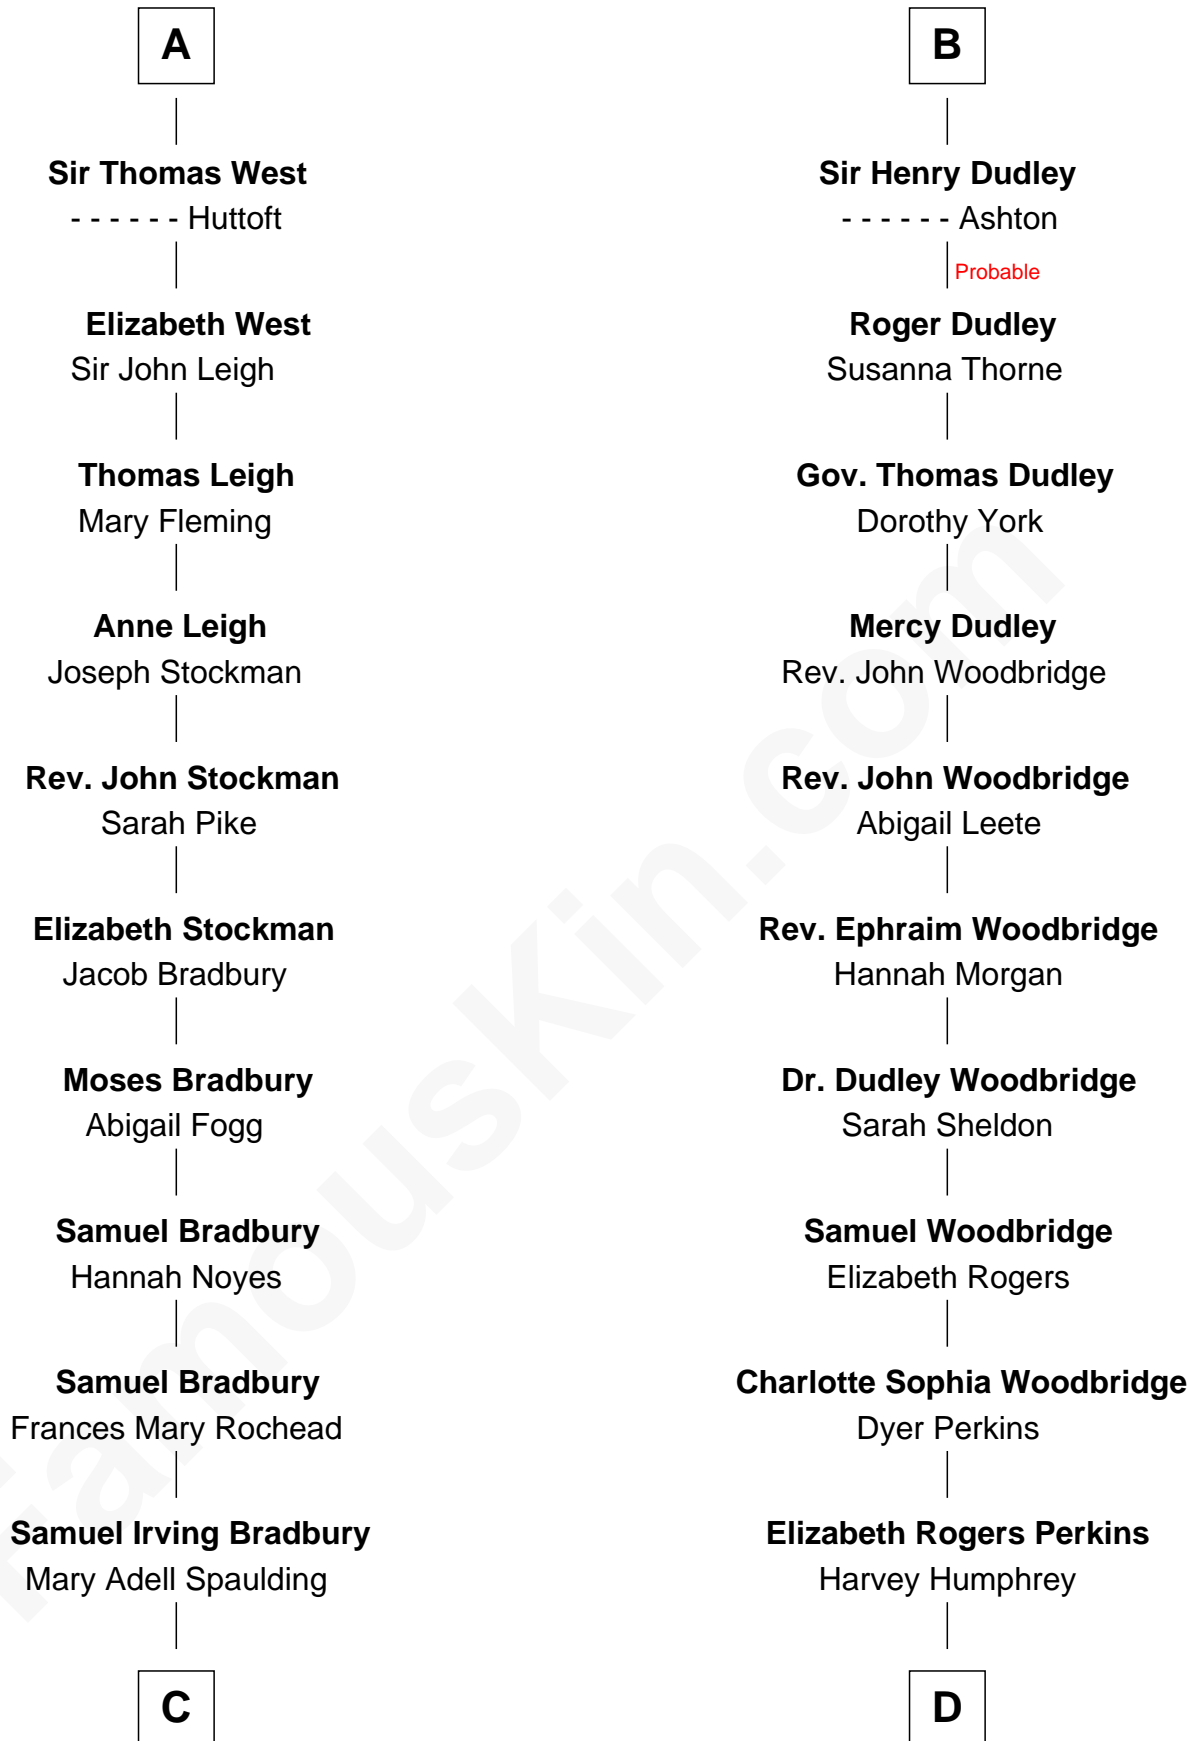 A
Sir Thomas West
- - - - - - Huttoft
Elizabeth West
Sir John Leigh
Thomas Leigh
Mary Fleming
Anne Leigh
Joseph Stockman
Rev. John Stockman
Sarah Pike
Elizabeth Stockman
Jacob Bradbury
Moses Bradbury
Abigail Fogg
Samuel Bradbury
Hannah Noyes
Samuel Bradbury
Frances Mary Rochead
Samuel Irving Bradbury
Mary Adell Spaulding
C
B
Sir Henry Dudley
- - - - - - Ashton
Probable
Roger Dudley
Susanna Thorne
Gov. Thomas Dudley
Dorothy York
Mercy Dudley
Rev. John Woodbridge
Rev. John Woodbridge
Abigail Leete
Rev. Ephraim Woodbridge
Hannah Morgan
Dr. Dudley Woodbridge
Sarah Sheldon
Samuel Woodbridge
Elizabeth Rogers
Charlotte Sophia Woodbridge
Dyer Perkins
Elizabeth Rogers Perkins
Harvey Humphrey
D
FamousKin.com